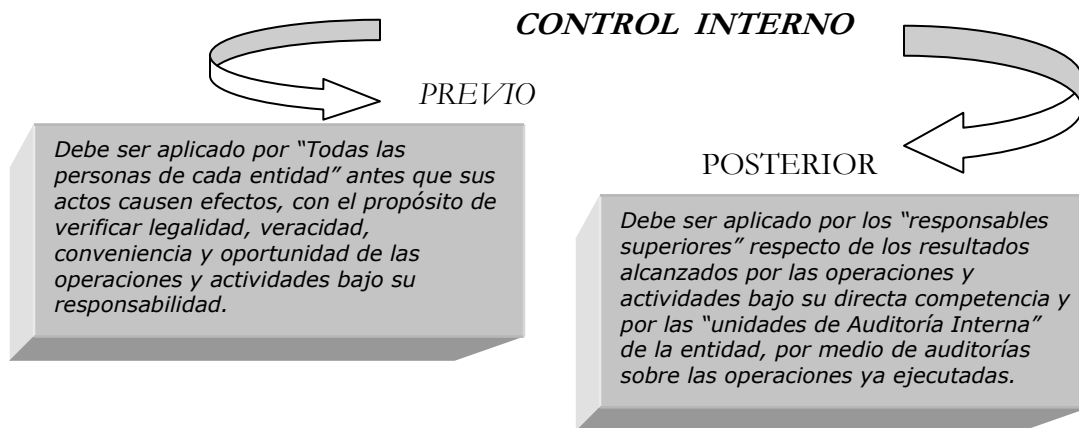 CONTROL INTERNO
PREVIO
Debe ser aplicado por “Todas las
personas de cada entidad” antes que sus
actos causen efectos, con el propósito de
verificar legalidad, veracidad,
conveniencia y oportunidad de las
operaciones y actividades bajo su
responsabilidad.
POSTERIOR
Debe ser aplicado por los “responsables
superiores” respecto de los resultados
alcanzados por las operaciones y
actividades bajo su directa competencia y
por las “unidades de Auditoría Interna”
de la entidad, por medio de auditorías
sobre las operaciones ya ejecutadas.